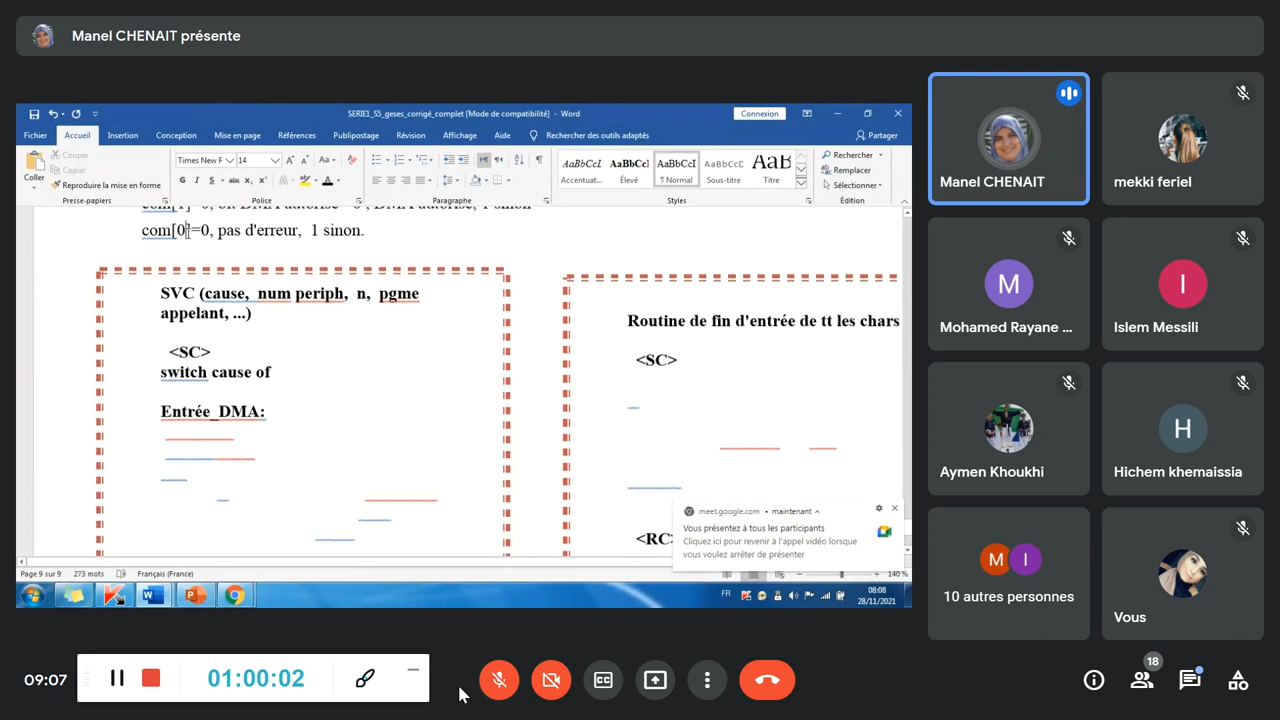 Manel CHENAIT présente
SERIE1_S5_geses_corrigé_complet [Mode de compatibilité] - Word
Connexion
Fichier Accueil Insertion Conception Mise en page Références Publipostage Révision Affichage Aide Rechercher des outils adaptés Partager
Coller
Couper
Copier
Reproduire la mise en forme
Presse-papiers
Times New F 14
G I S abc x₂ x²
Police
Paragraphe
AaBbCcI AaBbCcI AaBbCcI AaBbCcD AaB
Accentuat... Élevé ¶ Normal Sous-titre Titre
Styles
Rechercher
Remplacer
Sélectionner
Édition
com[0]=0, pas d'erreur, 1 sinon.
SVC (cause, num periph, n, pgme
appelant, ...)
<SC>
switch cause of
Entrée_DMA:
Routine de fin d'entrée de tt les chars
<SC>
<RC>
meet.google.com • maintenant
Vous présentez à tous les participants
Cliquez ici pour revenir à l'appel vidéo lorsque
vous voulez arrêter de présenter
Page 9 sur 9 273 mots Français (France) 140 %
FR
08:08
28/11/2021
Manel CHENAIT
mekki feriel
Mohamed Rayane ...
M
Islem Messili
I
Aymen Khoukhi
Hichem khemaissia
H
M I
10 autres personnes
Vous
09:07
01:00:02
18